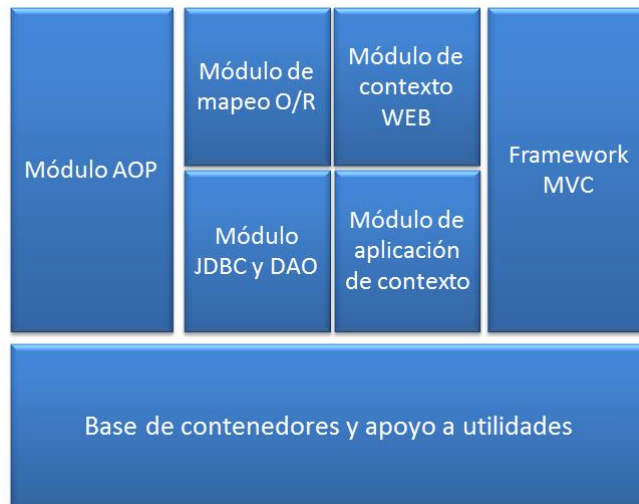 Módulo AOP
Módulo de
mapeo O/R
Módulo de
contexto
WEB
Módulo
JDBC y DAO
Módulo de
aplicación
de contexto
Framework
MVC
Base de contenedores y apoyo a utilidades